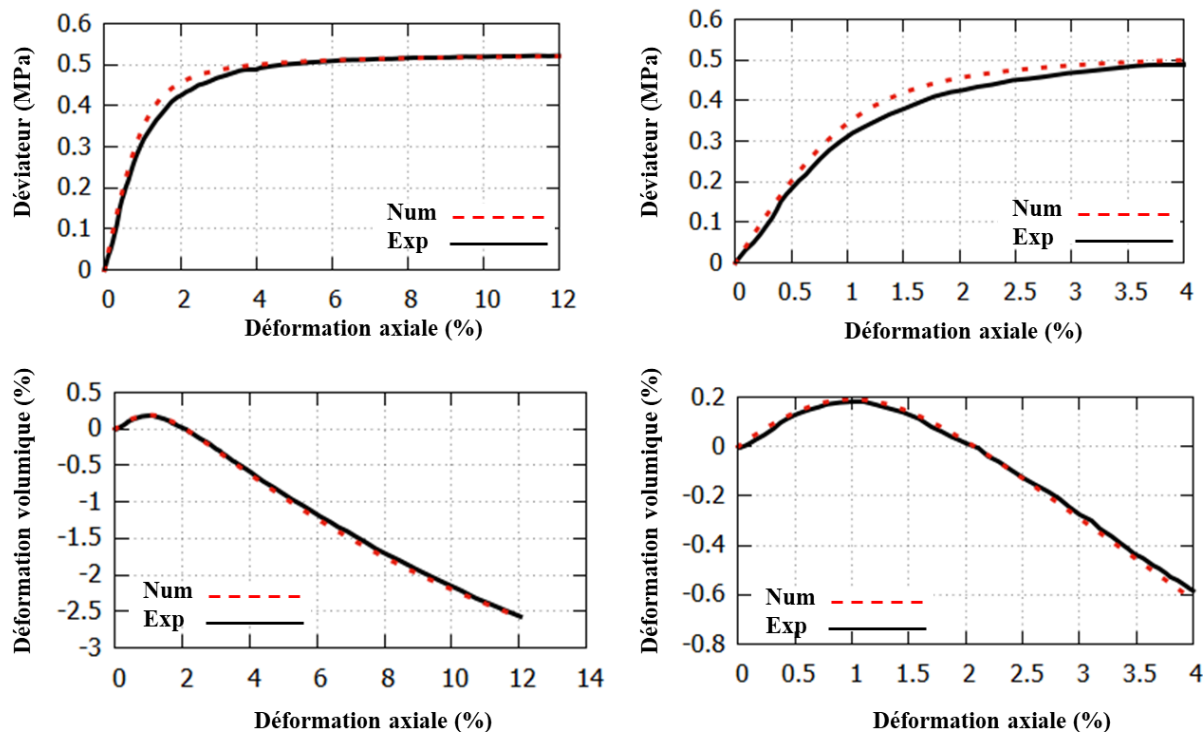 Déviateur (MPa)
0.6
0.5
0.4
0.3
0.2
0.1
0
Num
Exp
0 2 4 6 8 10 12
Déformation axiale (%)
Déviateur (MPa)
0.6
0.5
0.4
0.3
0.2
0.1
0
Num
Exp
0 0.5 1 1.5 2 2.5 3 3.5 4
Déformation axiale (%)
Déformation volumique (%)
0.5
0
-0.5
-1
-1.5
-2
-2.5
-3
Num
Exp
0 2 4 6 8 10 12 14
Déformation axiale (%)
Déformation volumique (%)
0.2
0
-0.2
-0.4
-0.6
-0.8
Num
Exp
0 0.5 1 1.5 2 2.5 3 3.5 4
Déformation axiale (%)